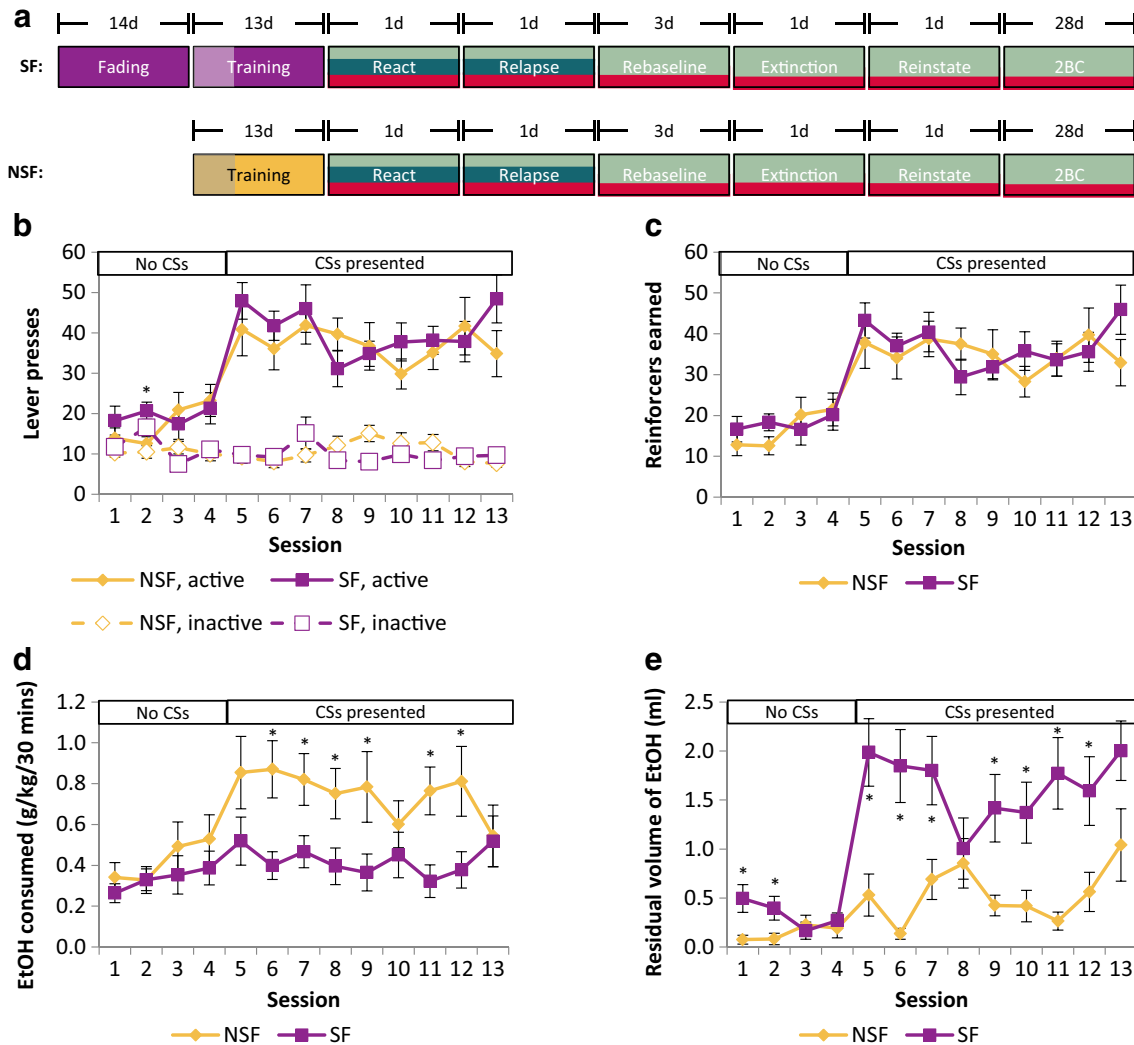 a
14d 13d 1d 1d 3d 1d 1d 28d
SF: Fading Training React Relapse Rebaseline Extinction Reinstate 2BC
13d 1d 1d 3d 1d 1d 28d
NSF: Training React Relapse Rebaseline Extinction Reinstate 2BC
b
60
50
40
30
20
10
0
Lever presses
No CSs CSs presented
*
1 2 3 4 5 6 7 8 9 10 11 12 13
Session
NSF, active SF, active
NSF, inactive SF, inactive
c
60
50
40
30
20
10
0
Reinforcers earned
No CSs CSs presented
1 2 3 4 5 6 7 8 9 10 11 12 13
Session
NSF SF
d
1.2
1.0
0.8
0.6
0.4
0.2
0.0
EtOH consumed (g/kg/30 mins)
No CSs CSs presented
* * * * * *
1 2 3 4 5 6 7 8 9 10 11 12 13
Session
NSF SF
e
2.5
2.0
1.5
1.0
0.5
0.0
Residual volume of EtOH (ml)
No CSs CSs presented
* * * * * * * * *
1 2 3 4 5 6 7 8 9 10 11 12 13
Session
NSF SF